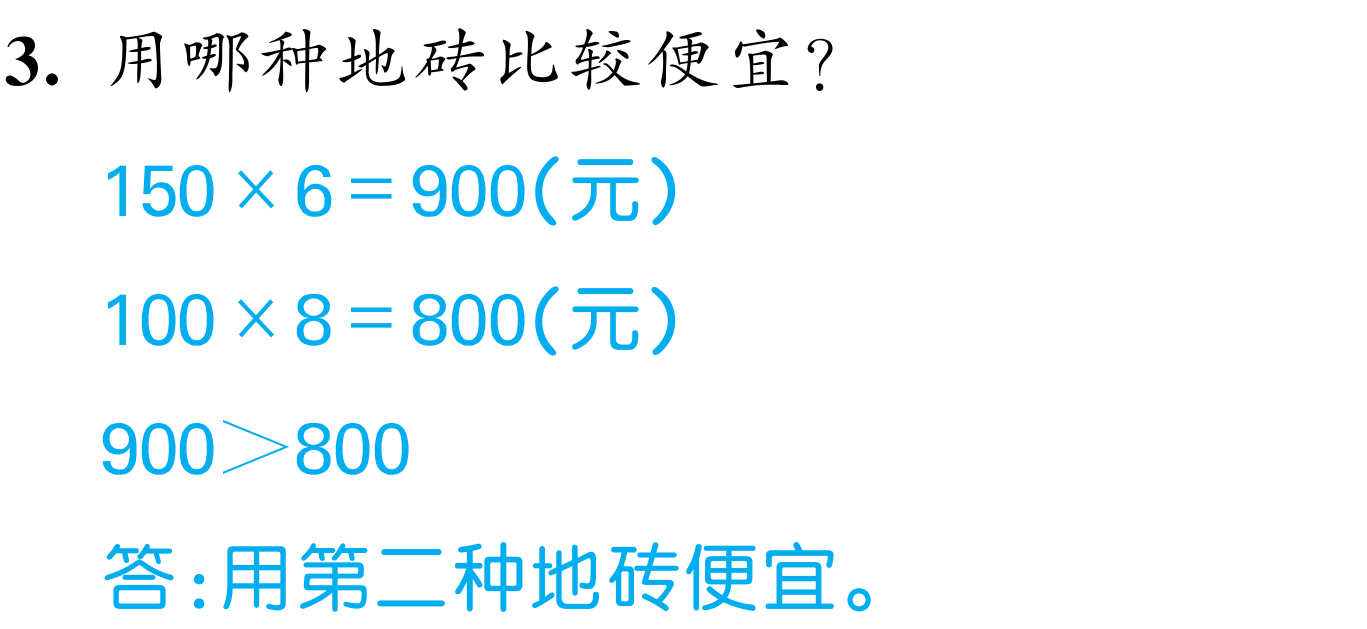 3. 用哪种地砖比较便宜?
150×6=900(元)
100×8=800(元)
900>800
答:用第二种地砖便宜。